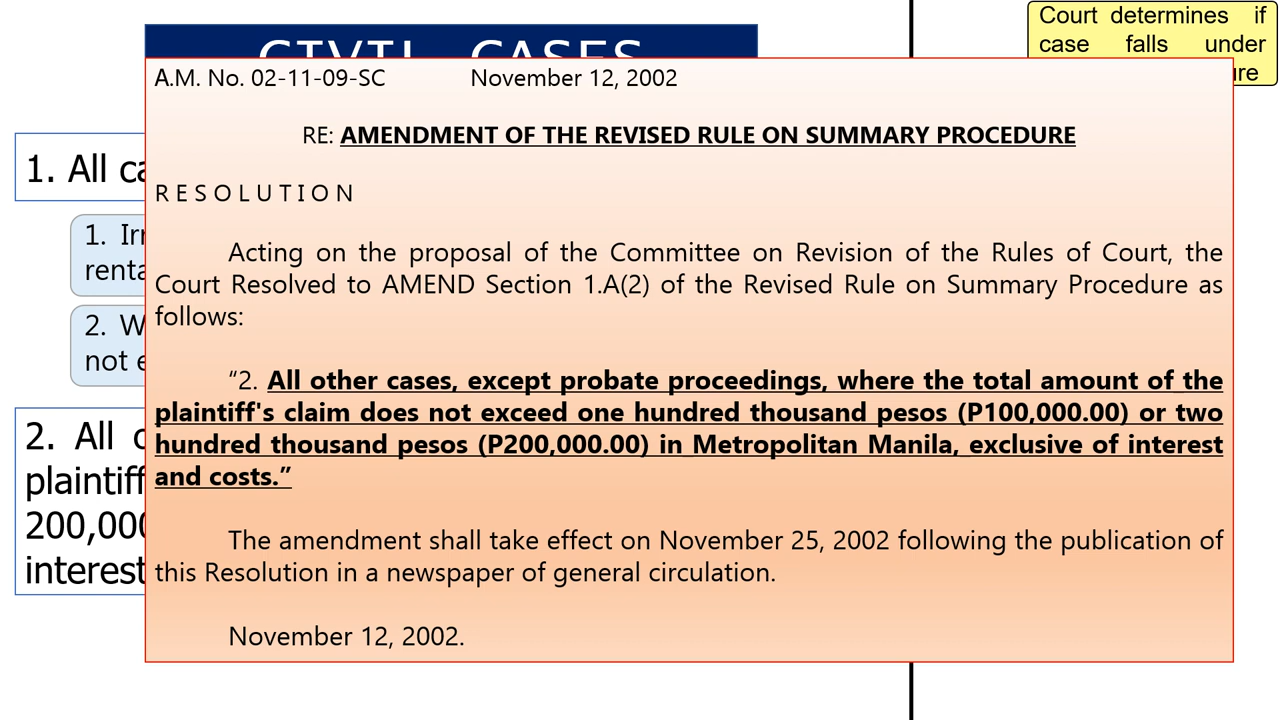 CIVIL CASES
Court determines if
case falls under
A.M. No. 02-11-09-SC November 12, 2002
RE: AMENDMENT OF THE REVISED RULE ON SUMMARY PROCEDURE
R E S O L U T I O N
Acting on the proposal of the Committee on Revision of the Rules of Court, the
Court Resolved to AMEND Section 1.A(2) of the Revised Rule on Summary Procedure as
follows:
“2. All other cases, except probate proceedings, where the total amount of the
plaintiff's claim does not exceed one hundred thousand pesos (P100,000.00) or two
hundred thousand pesos (P200,000.00) in Metropolitan Manila, exclusive of interest
and costs.”
The amendment shall take effect on November 25, 2002 following the publication of
this Resolution in a newspaper of general circulation.
November 12, 2002.
1. All
1.
2.
not
2. All
plaintiff
200,000
interest